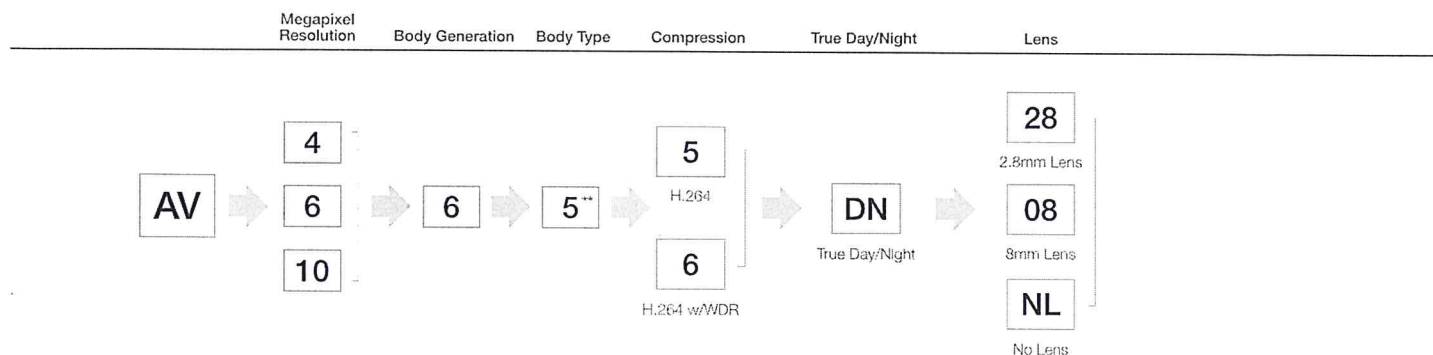 Megapixel
Resolution Body Generation Body Type Compression True Day/Night Lens
AV
4
6
10
6
5**
5
H.264
6
H.264 w/WDR
DN
True Day/Night
28
2.8mm Lens
08
8mm Lens
NL
No Lens